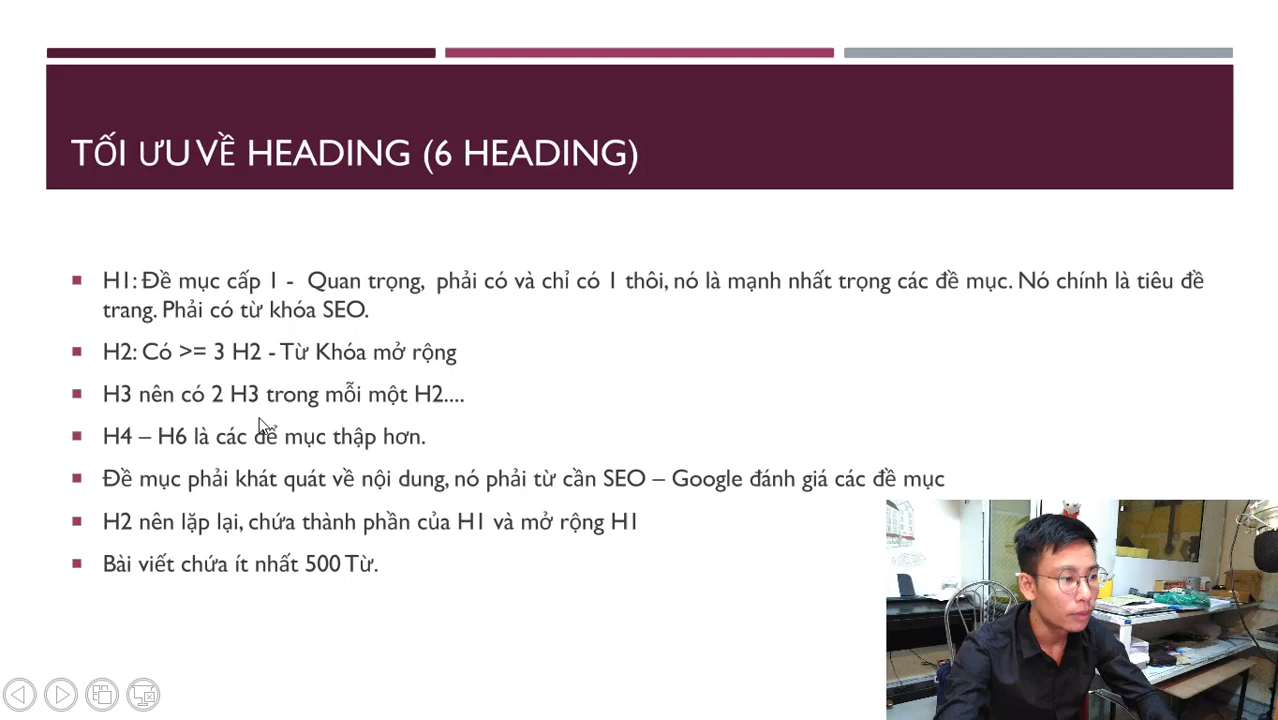 TỐI ƯU VỀ HEADING (6 HEADING)
H1: Đề mục cấp 1 - Quan trọng, phải có và chỉ có 1 thôi, nó là mạnh nhất trọng các đề mục. Nó chính là tiêu đề
trang. Phải có từ khóa SEO.
H2: Có >= 3 H2 - Từ Khóa mở rộng
H3 nên có 2 H3 trong mỗi một H2....
H4 – H6 là các đề mục thập hơn.
Đề mục phải khát quát về nội dung, nó phải từ cần SEO – Google đánh giá các đề mục
H2 nên lặp lại, chứa thành phần của H1 và mở rộng H1
Bài viết chứa ít nhất 500 Từ.